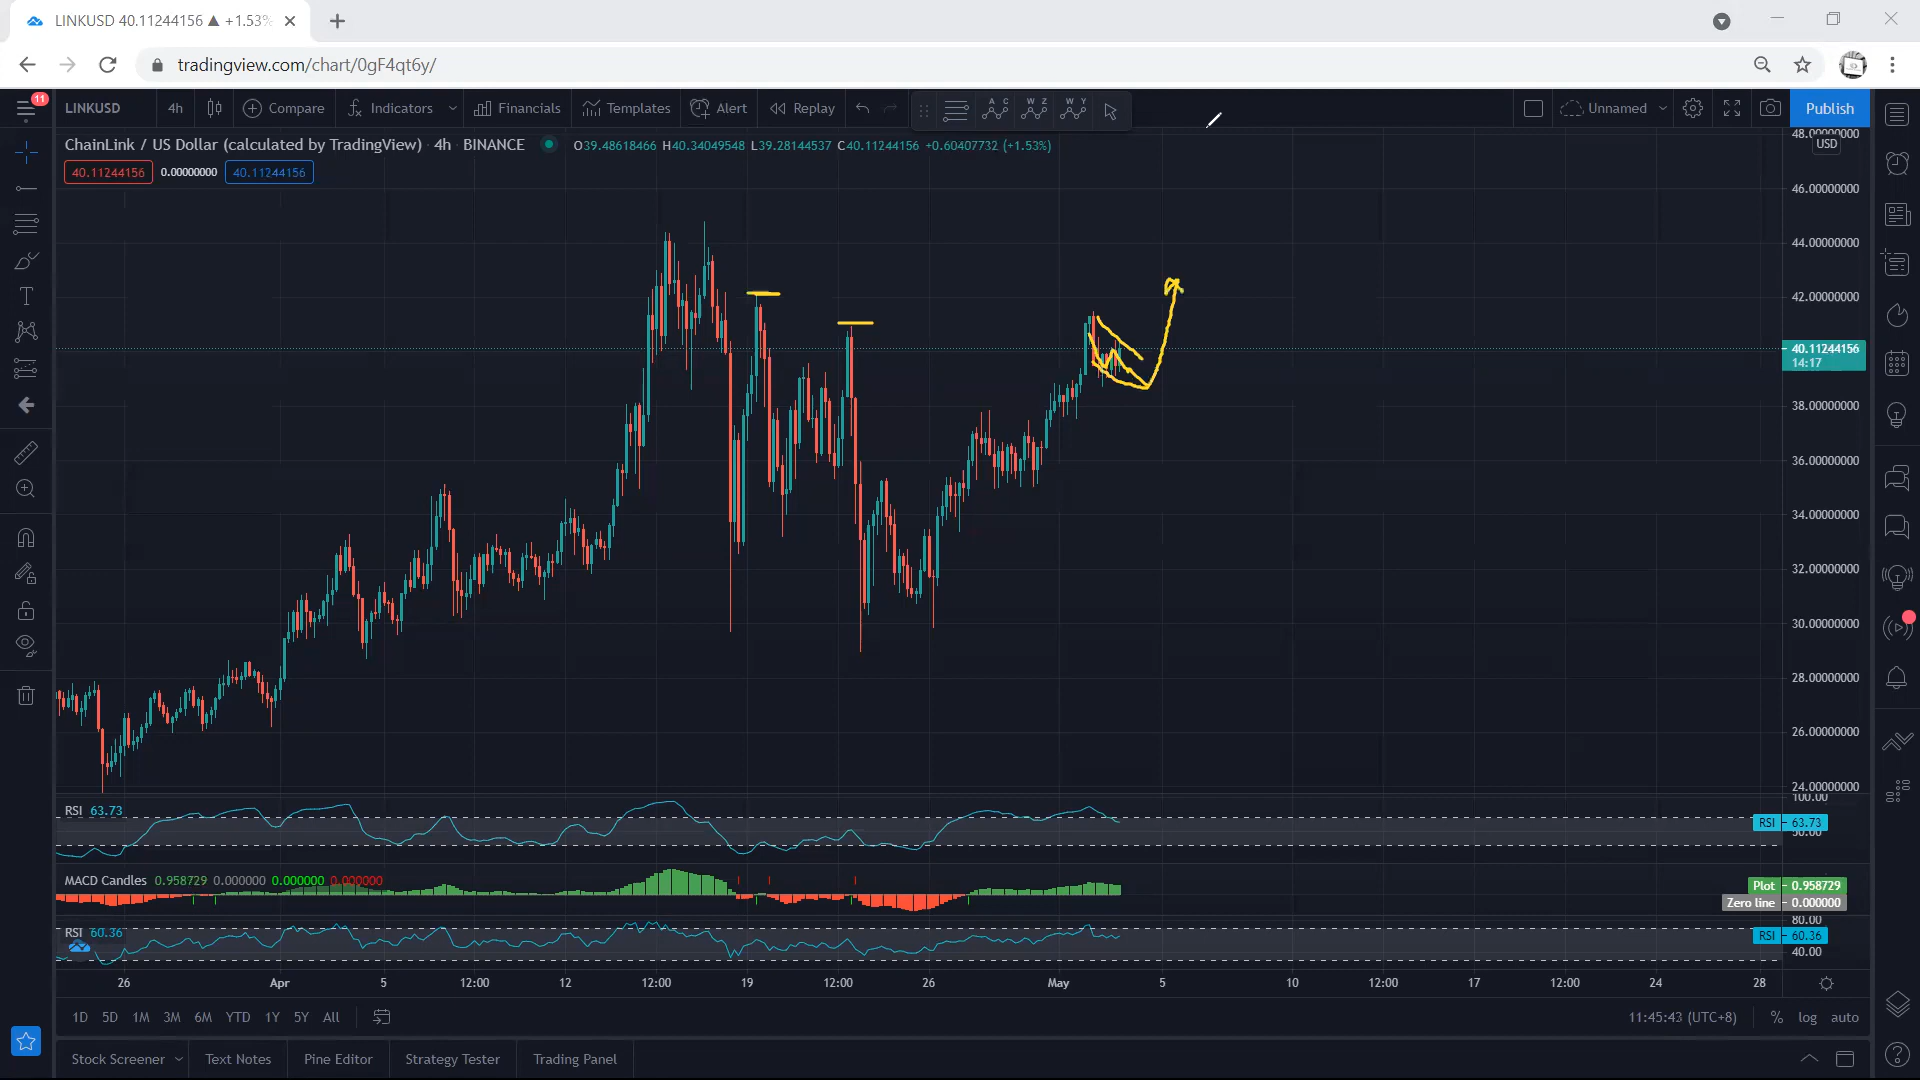 LINKUSD 40.11244156 ▲ +1.53%
tradingview.com/chart/0gF4qt6y/
11
LINKUSD 4h Compare Indicators Financials Templates Alert Replay A C W Z W Y Unnamed Publish
ChainLink / US Dollar (calculated by TradingView) · 4h · BINANCE O39.48618466 H40.34049548 L39.28144537 C40.11244156 +0.60407732 (+1.53%)
40.11244156 0.00000000 40.11244156
48.00000000
USD
46.00000000
44.00000000
42.00000000
40.11244156
14:17
38.00000000
36.00000000
34.00000000
32.00000000
30.00000000
28.00000000
26.00000000
24.00000000
100.00
RSI 63.73
RSI 63.73
50.00
MACD Candles 0.958729 0.000000 0.000000 0.000000
Plot 0.958729
Zero line 0.000000
80.00
RSI 60.36
RSI 60.36
40.00
26 Apr 5 12:00 12 12:00 19 12:00 26 May 5 10 12:00 17 12:00 24 28
1D 5D 1M 3M 6M YTD 1Y 5Y All 11:45:43 (UTC+8) % log auto
Stock Screener Text Notes Pine Editor Strategy Tester Trading Panel